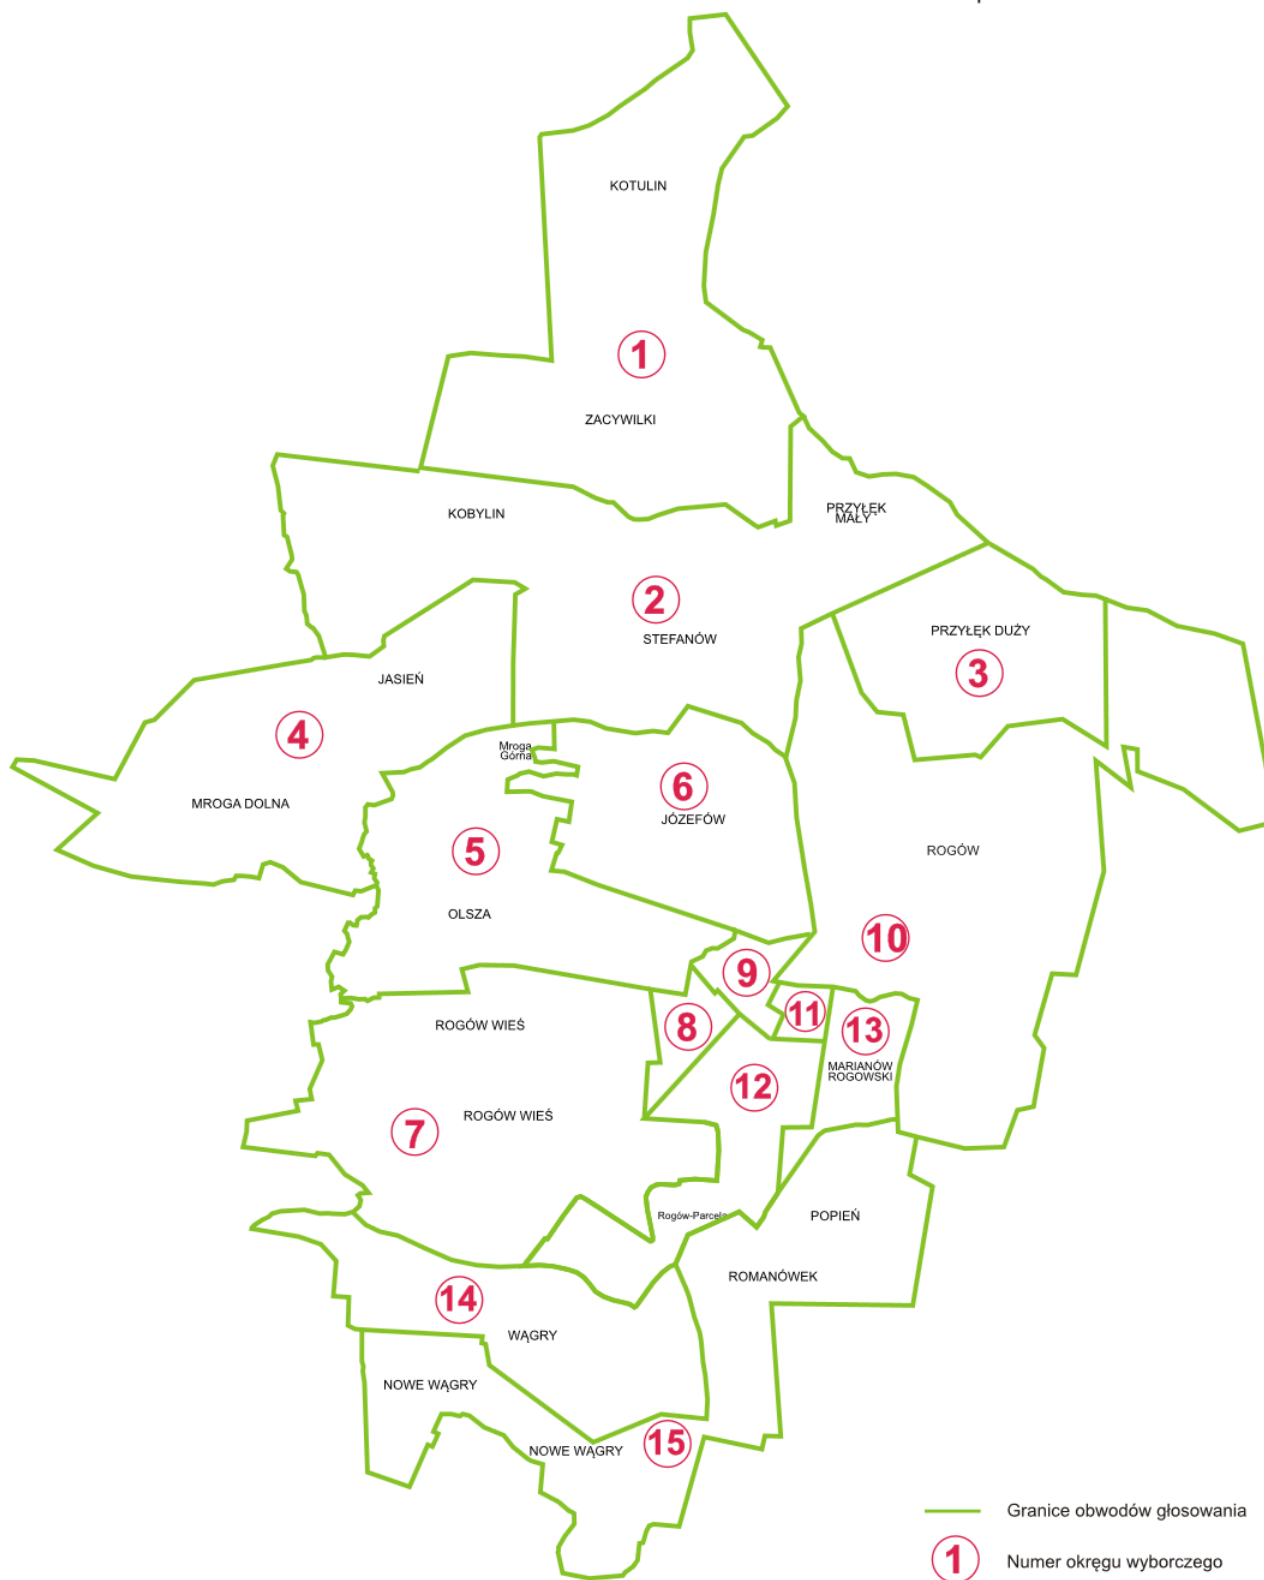 KOTULIN
1
ZACYWILKI
KOBYLIN
PRZYŁĘK
MAŁY
2
STEFANÓW
PRZYŁĘK DUŻY
3
JASIEŃ
4
MROGA DOLNA
Mroga
Górna
6
JÓZEFÓW
5
OLSZA
ROGÓW
10
9
11
8
13
MARIANÓW
ROGOWSKI
ROGÓW WIEŚ
12
ROGÓW WIEŚ
7
Rogów-Parcela
POPIEŃ
ROMANÓWEK
14
WĄGRY
NOWE WĄGRY
NOWE WĄGRY
15
Granice obwodów głosowania
1 Numer okręgu wyborczego